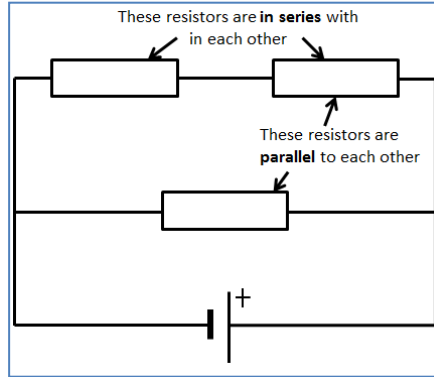 These resistors are in series with
in each other
These resistors are
parallel to each other
+